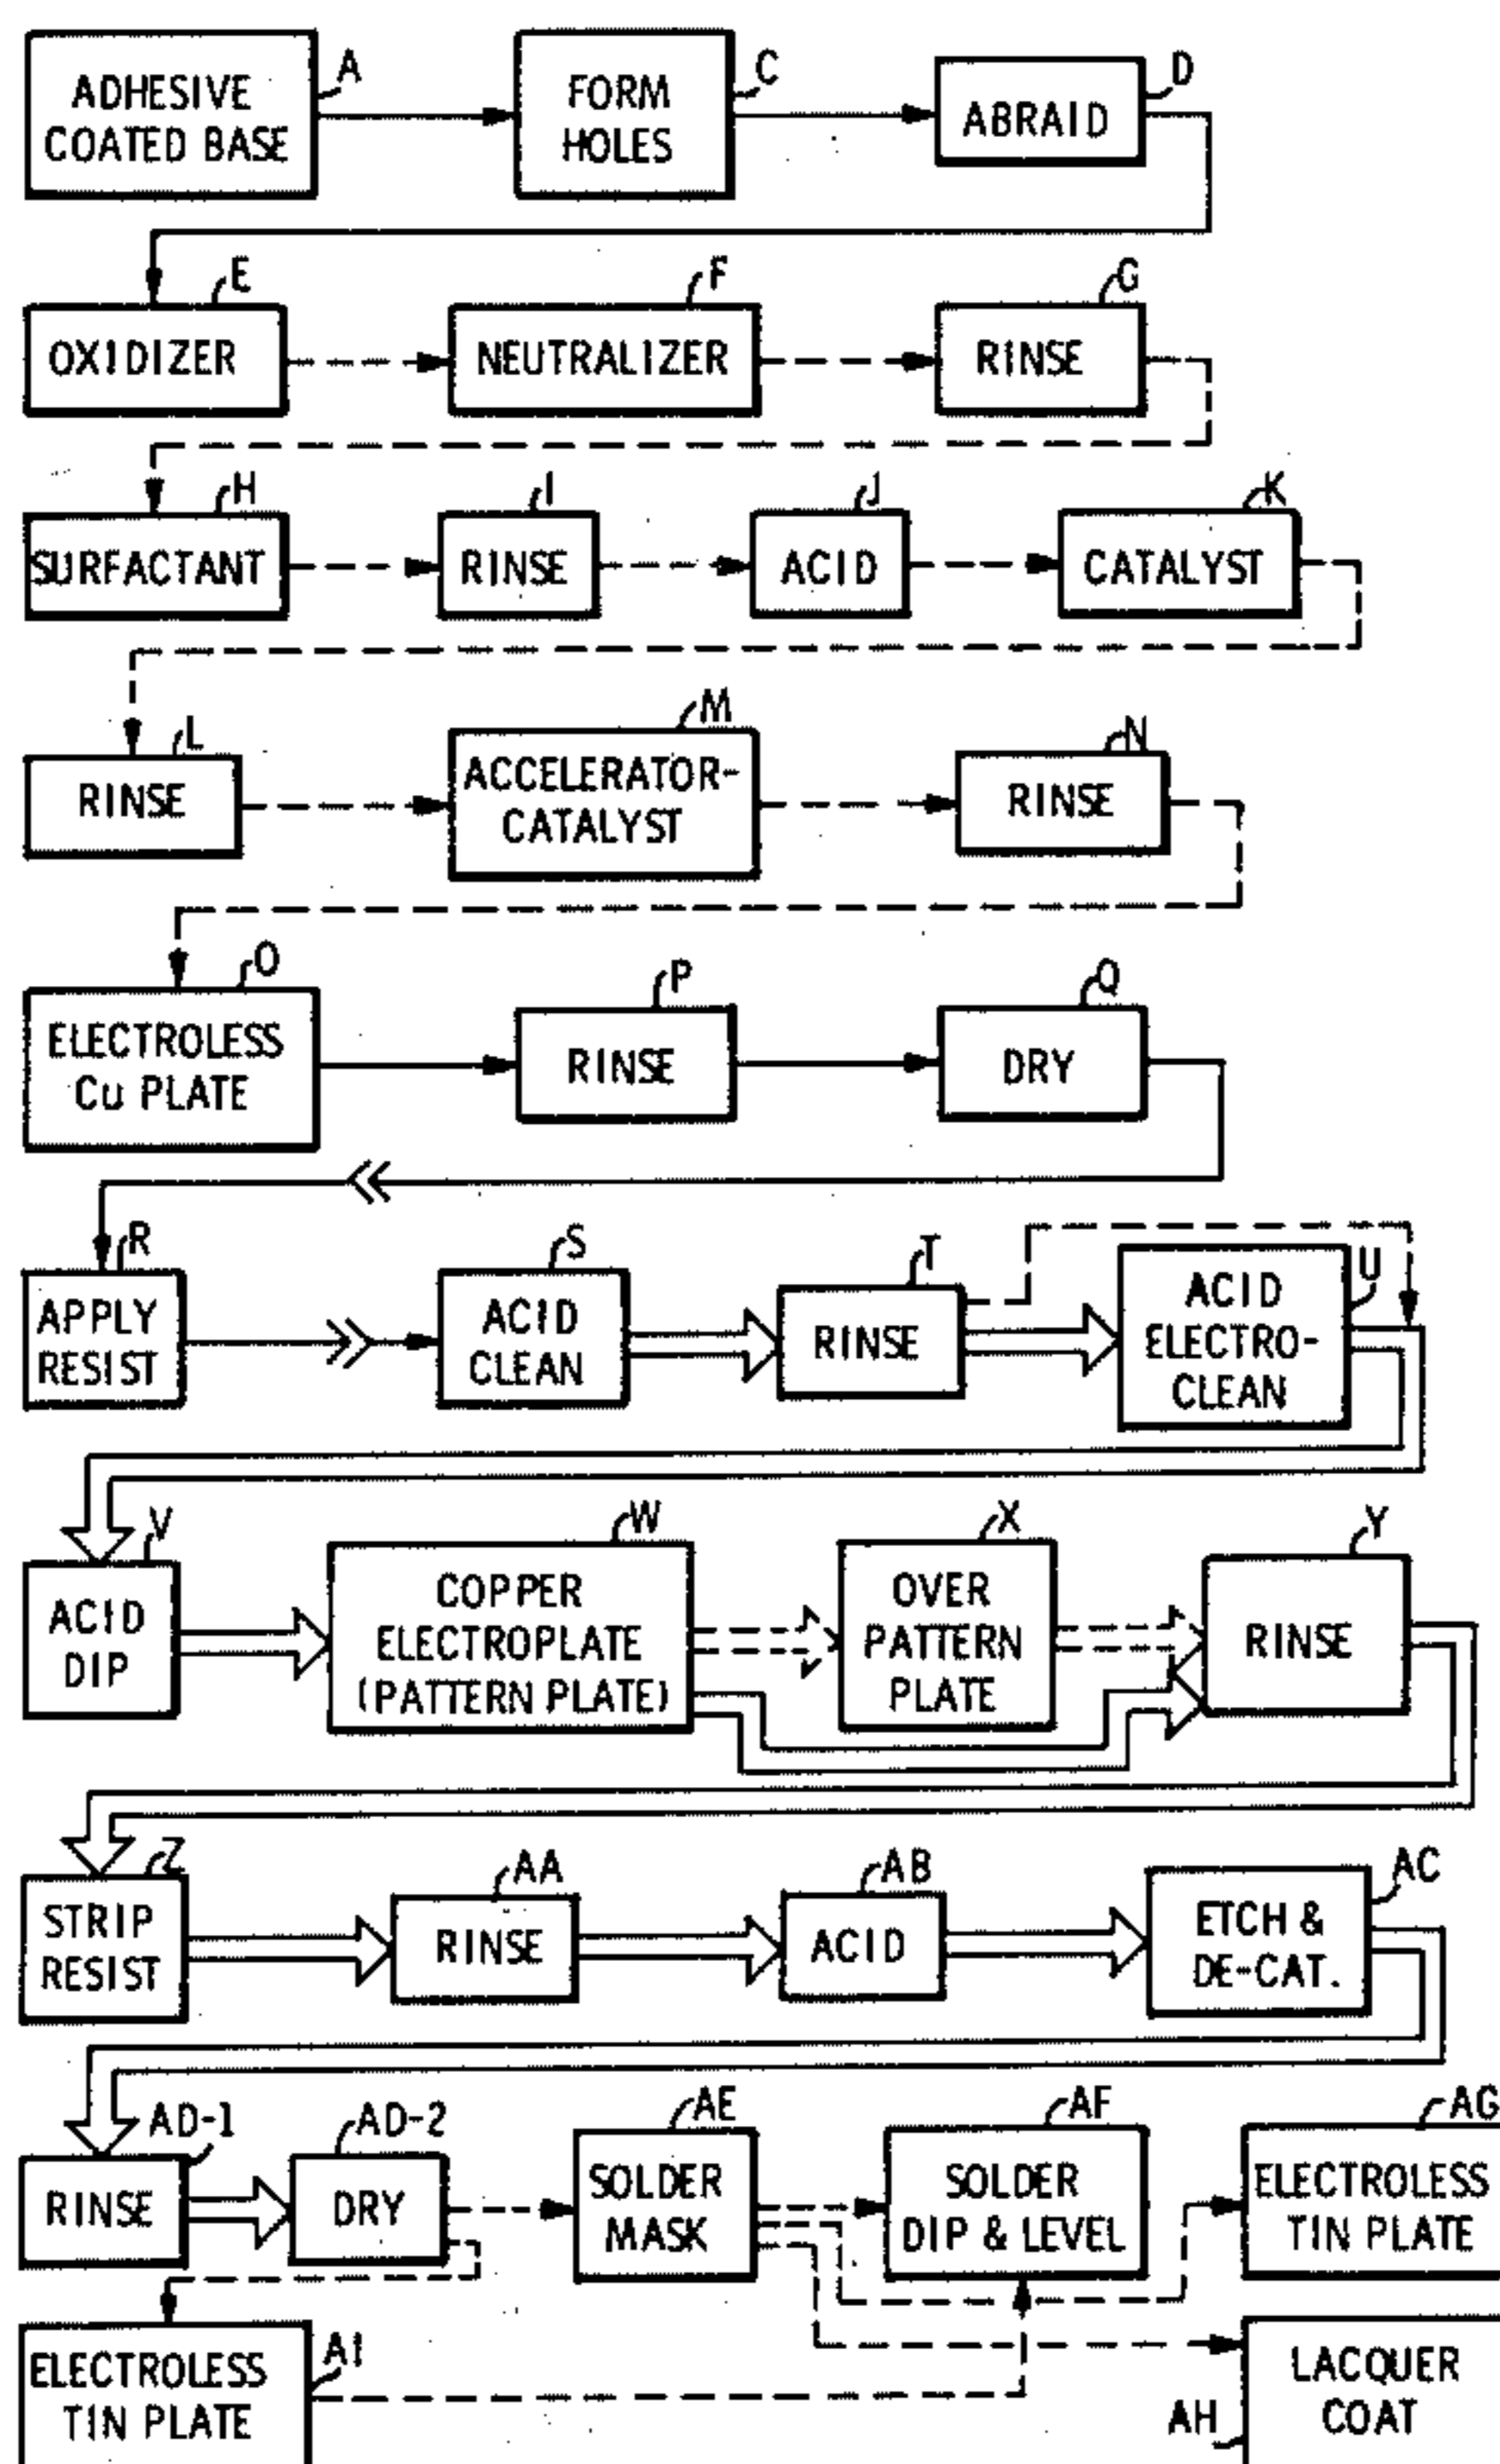 A
ADHESIVE
COATED BASE
C
FORM
HOLES
D
ABRAID
E
OXIDIZER
F
NEUTRALIZER
G
RINSE
H
SURFACTANT
I
RINSE
J
ACID
K
CATALYST
L
RINSE
M
ACCELERATOR-
CATALYST
N
RINSE
O
ELECTROLESS
Cu PLATE
P
RINSE
Q
DRY
R
APPLY
RESIST
S
ACID
CLEAN
T
RINSE
U
ACID
ELECTRO-
CLEAN
V
ACID
DIP
W
COPPER
ELECTROPLATE
(PATTERN PLATE)
X
OVER
PATTERN
PLATE
Y
RINSE
Z
STRIP
RESIST
AA
RINSE
AB
ACID
AC
ETCH &
DE-CAT.
AD-1
RINSE
AD-2
DRY
AE
SOLDER
MASK
AF
SOLDER
DIP & LEVEL
AG
ELECTROLESS
TIN PLATE
AI
ELECTROLESS
TIN PLATE
AH
LACQUER
COAT